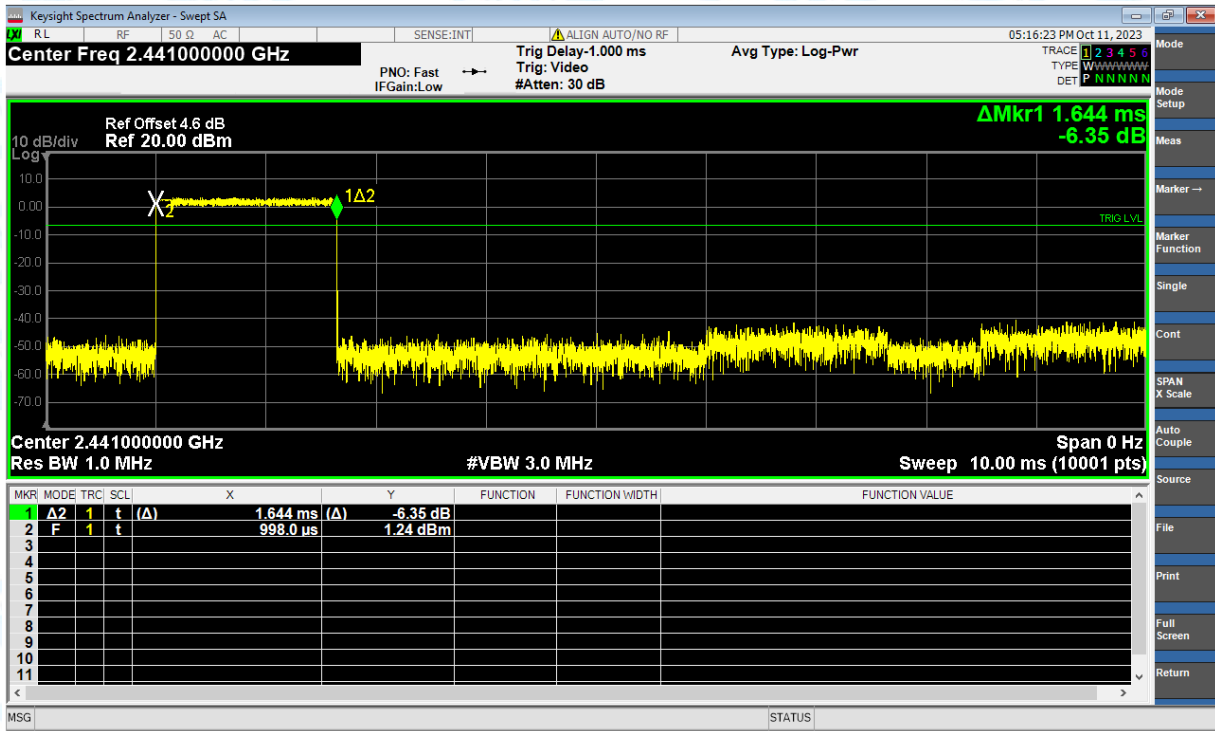 Keysight Spectrum Analyzer - Swept SA
LXI RL RF 50 Ω AC SENSE:INT ALIGN AUTO/NO RF 05:16:23 PM Oct 11, 2023
Center Freq 2.441000000 GHz
PNO: Fast
IFGain:Low
Trig Delay-1.000 ms
Trig: Video
#Atten: 30 dB
Avg Type: Log-Pwr
TRACE 1 2 3 4 5 6
TYPE WWWWWW
DET P N N N N N
ΔMkr1 1.644 ms
-6.35 dB
Ref Offset 4.6 dB
10 dB/div Ref 20.00 dBm
Log
10.0
0.00
-10.0
-20.0
-30.0
-40.0
-50.0
-60.0
-70.0
2
1Δ2
TRIG LVL
Center 2.441000000 GHz Span 0 Hz
Res BW 1.0 MHz #VBW 3.0 MHz Sweep 10.00 ms (10001 pts)
MKR MODE TRC SCL X Y FUNCTION FUNCTION WIDTH FUNCTION VALUE
1 Δ2 1 t (Δ) 1.644 ms (Δ) -6.35 dB
2 F 1 t 998.0 µs 1.24 dBm
3
4
5
6
7
8
9
10
11
MSG STATUS
Mode
Mode
Setup
Meas
Marker→
Marker
Function
Single
Cont
SPAN
X Scale
Auto
Couple
Source
File
Print
Full
Screen
Return